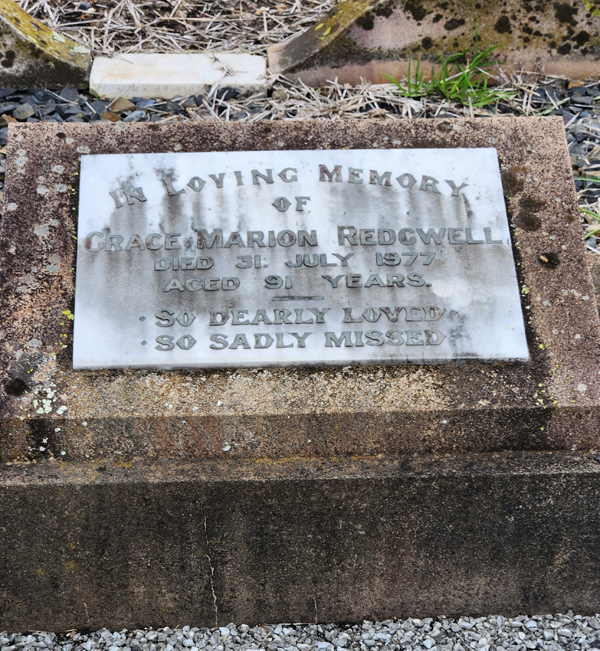 IN LOVING MEMORY
OF
GRACE MARION REDGWELL
DIED 31. JULY 1977
AGED 91 YEARS.
SO DEARLY LOVED
SO SADLY MISSED